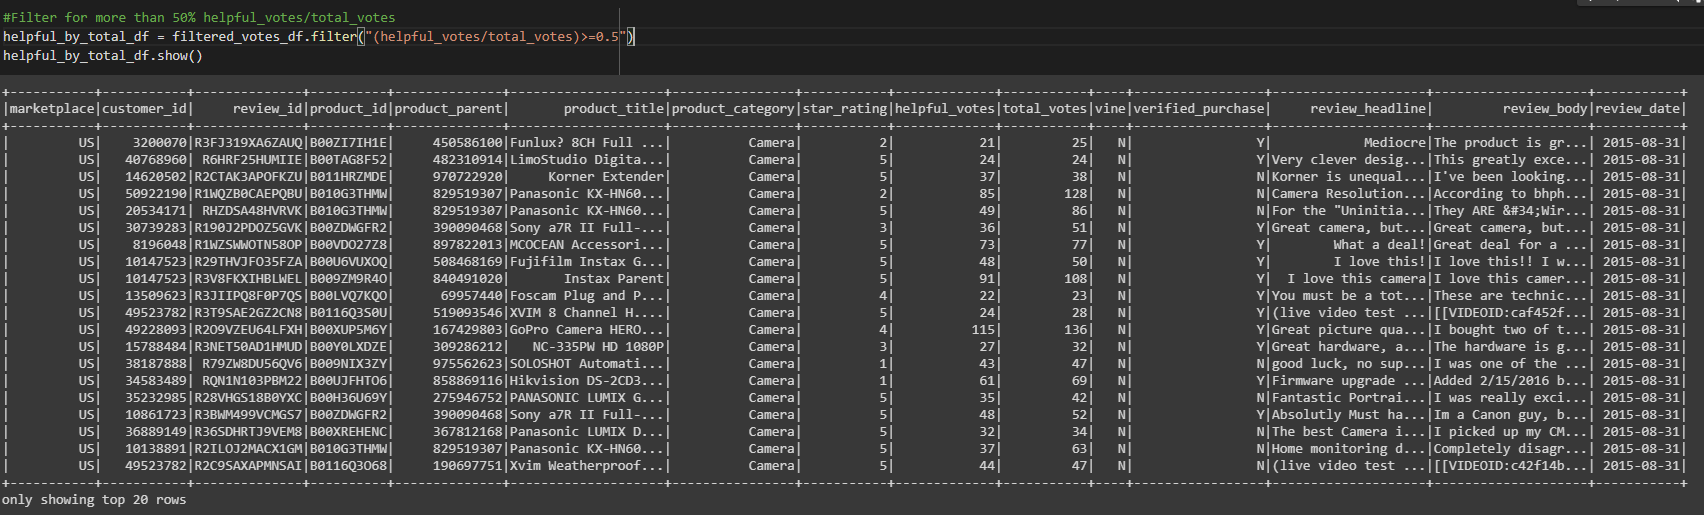 #Filter for more than 50% helpful_votes/total_votes
helpful_by_total_df = filtered_votes_df.filter("(helpful_votes/total_votes)>=0.5")
helpful_by_total_df.show()
+-----------+-----------+--------------+----------+--------------+--------------------+----------------+-----------+-------------+-----------+----+-----------------+--------------------+--------------------+-----------+
|marketplace|customer_id|     review_id|product_id|product_parent|       product_title|product_category|star_rating|helpful_votes|total_votes|vine|verified_purchase|     review_headline|         review_body|review_date|
+-----------+-----------+--------------+----------+--------------+--------------------+----------------+-----------+-------------+-----------+----+-----------------+--------------------+--------------------+-----------+
|         US|    3200070|R3FJ319XA6ZAUQ|B00ZI7IH1E|     450586100|Funlux? 8CH Full ...|          Camera|          2|           21|         25|   N|                Y|            Mediocre|The product is gr...| 2015-08-31|
|         US|   40768960| R6HRF25HUMIIE|B00TAG8F52|     482310914|LimoStudio Digita...|          Camera|          5|           24|         24|   N|                Y|Very clever desig...|This greatly exce...| 2015-08-31|
|         US|   14620502|R2CTAK3APOFKZU|B011HRZMDE|     970722920|     Korner Extender|          Camera|          5|           37|         38|   N|                N|Korner is unequal...|I've been looking...| 2015-08-31|
|         US|   50922190|R1WQZB0CAEPQBU|B010G3THMW|     829519307|Panasonic KX-HN60...|          Camera|          2|           85|        128|   N|                N|Camera Resolution...|According to bhph...| 2015-08-31|
|         US|   20534171| RHZDSA48HVRVK|B010G3THMW|     829519307|Panasonic KX-HN60...|          Camera|          5|           49|         86|   N|                N|For the "Uninitia...|They ARE &#34;Wir...| 2015-08-31|
|         US|   30739283|R190J2PDOZ5GVK|B00ZDWGFR2|     390090468|Sony a7R II Full-...|          Camera|          3|           36|         51|   N|                Y|Great camera, but...|Great camera, but...| 2015-08-31|
|         US|    8196048|R1WZSWWOTN58OP|B00VDO27Z8|     897822013|MCOCEAN Accessori...|          Camera|          5|           73|         77|   N|                Y|        What a deal!|Great deal for a ...| 2015-08-31|
|         US|   10147523|R29THVJFO35FZA|B00U6VUXOQ|     508468169|Fujifilm Instax G...|          Camera|          5|           48|         50|   N|                Y|        I love this!|I love this!! I w...| 2015-08-31|
|         US|   10147523|R3V8FKXIHBLWEL|B009ZM9R4O|     840491020|       Instax Parent|          Camera|          5|           91|        108|   N|                Y|  I love this camera|I love this camer...| 2015-08-31|
|         US|   13509623|R3JIIPQ8F0P7QS|B00LVQ7KQO|      69957440|Foscam Plug and P...|          Camera|          4|           22|         23|   N|                Y|You must be a tot...|These are technic...| 2015-08-31|
|         US|   49523782|R3T9SAE2GZ2CN8|B0116Q3S0U|     519093546|XVIM 8 Channel H....|          Camera|          5|           24|         28|   N|                Y|(live video test ...|[[VIDEOID:caf452f...| 2015-08-31|
|         US|   49228093|R2O9VZEU64LFXH|B00XUP5M6Y|     167429803|GoPro Camera HERO...|          Camera|          4|          115|        136|   N|                Y|Great picture qua...|I bought two of t...| 2015-08-31|
|         US|   15788484|R3NET50AD1HMUD|B00Y0LXDZE|     309286212|   NC-335PW HD 1080P|          Camera|          3|           27|         32|   N|                Y|Great hardware, a...|The hardware is g...| 2015-08-31|
|         US|   38187888| R79ZW8DU56QV6|B009NIX3ZY|     975562623|SOLOSHOT Automati...|          Camera|          1|           43|         47|   N|                N|good luck, no sup...|I was one of the ...| 2015-08-31|
|         US|   34583489| RQN1N103PBM22|B00UJFHTO6|     858869116|Hikvision DS-2CD3...|          Camera|          1|           61|         69|   N|                Y|Firmware upgrade ...|Added 2/15/2016 b...| 2015-08-31|
|         US|   35232985|R28VHGS18B0YXC|B00H36U69Y|     275946752|PANASONIC LUMIX G...|          Camera|          5|           35|         42|   N|                N|Fantastic Portrai...|I was really exci...| 2015-08-31|
|         US|   10861723|R3BWM499VCMGS7|B00ZDWGFR2|     390090468|Sony a7R II Full-...|          Camera|          5|           48|         52|   N|                Y|Absolutly Must ha...|Im a Canon guy, b...| 2015-08-31|
|         US|   36889149|R36SDHRTJ9VEM8|B00XREHENC|     367812168|Panasonic LUMIX D...|          Camera|          5|           32|         34|   N|                N|The best Camera i...|I picked up my CM...| 2015-08-31|
|         US|   10138891|R2ILOJ2MACX1GM|B010G3THMW|     829519307|Panasonic KX-HN60...|          Camera|          5|           37|         63|   N|                N|Home monitoring d...|Completely disagr...| 2015-08-31|
|         US|   49523782|R2C9SAXAPMNSAI|B0116Q3O68|     190697751|Xvim Weatherproof...|          Camera|          5|           44|         47|   N|                N|(live video test ...|[[VIDEOID:c42f14b...| 2015-08-31|
+-----------+-----------+--------------+----------+--------------+--------------------+----------------+-----------+-------------+-----------+----+-----------------+--------------------+--------------------+-----------+
only showing top 20 rows